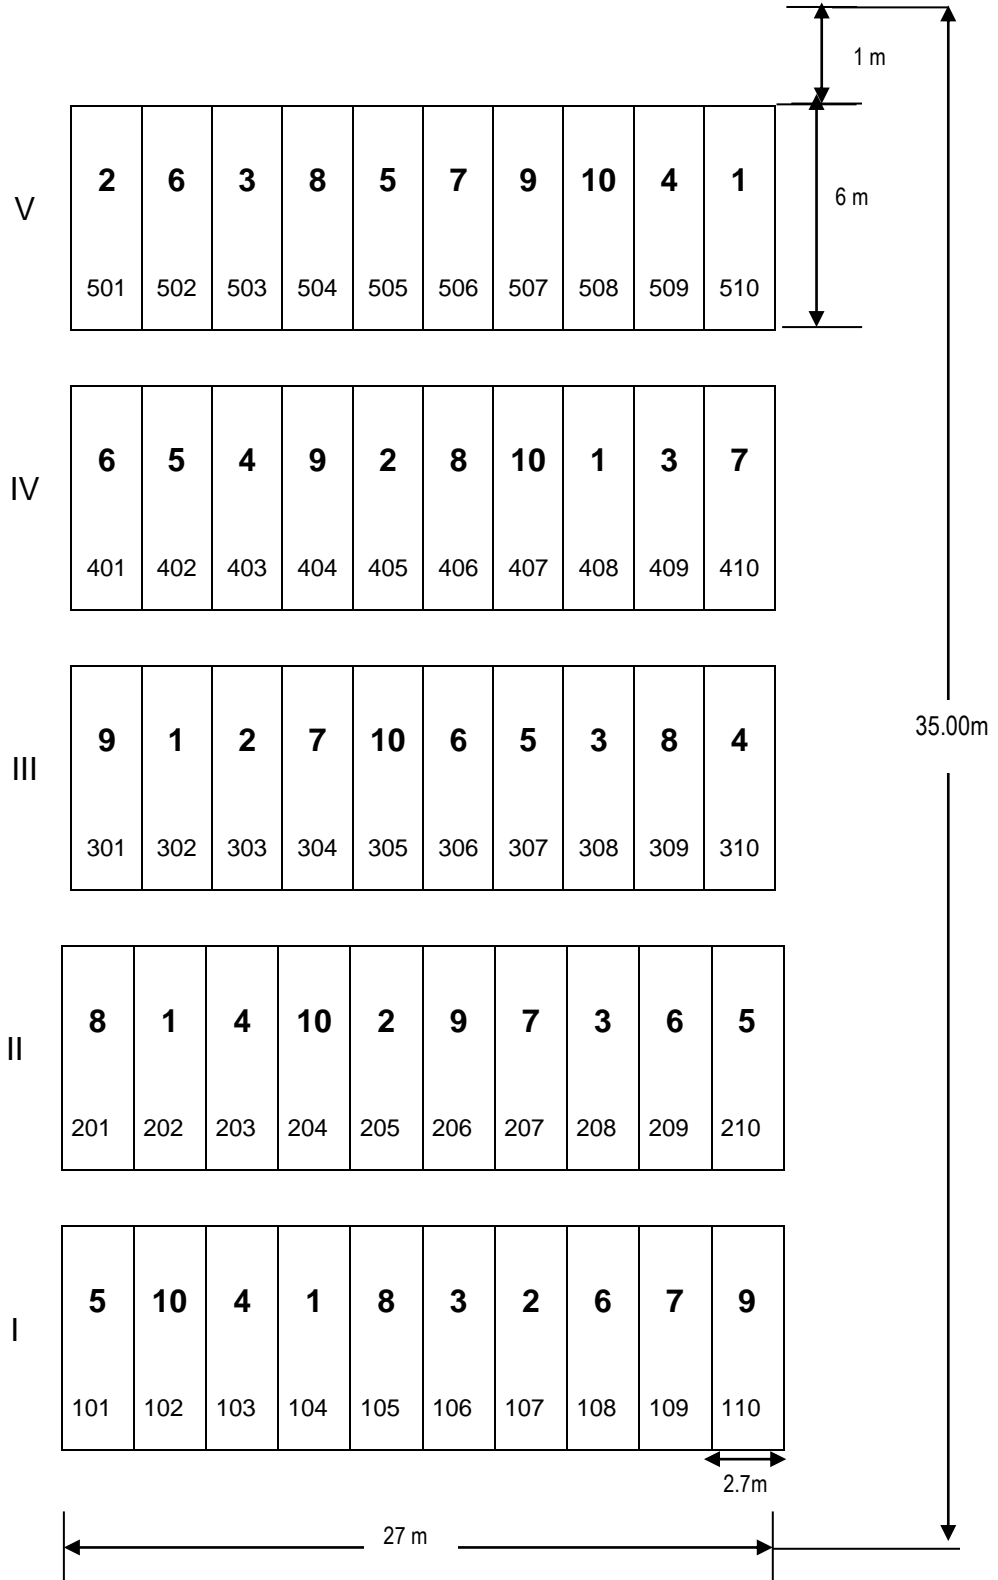 1 m
V 2 6 3 8 5 7 9 10 4 1
6 m
501 502 503 504 505 506 507 508 509 510
IV 6 5 4 9 2 8 10 1 3 7
401 402 403 404 405 406 407 408 409 410
III 9 1 2 7 10 6 5 3 8 4
35.00m
301 302 303 304 305 306 307 308 309 310
II 8 1 4 10 2 9 7 3 6 5
201 202 203 204 205 206 207 208 209 210
I 5 10 4 1 8 3 2 6 7 9
101 102 103 104 105 106 107 108 109 110
2.7m
27 m